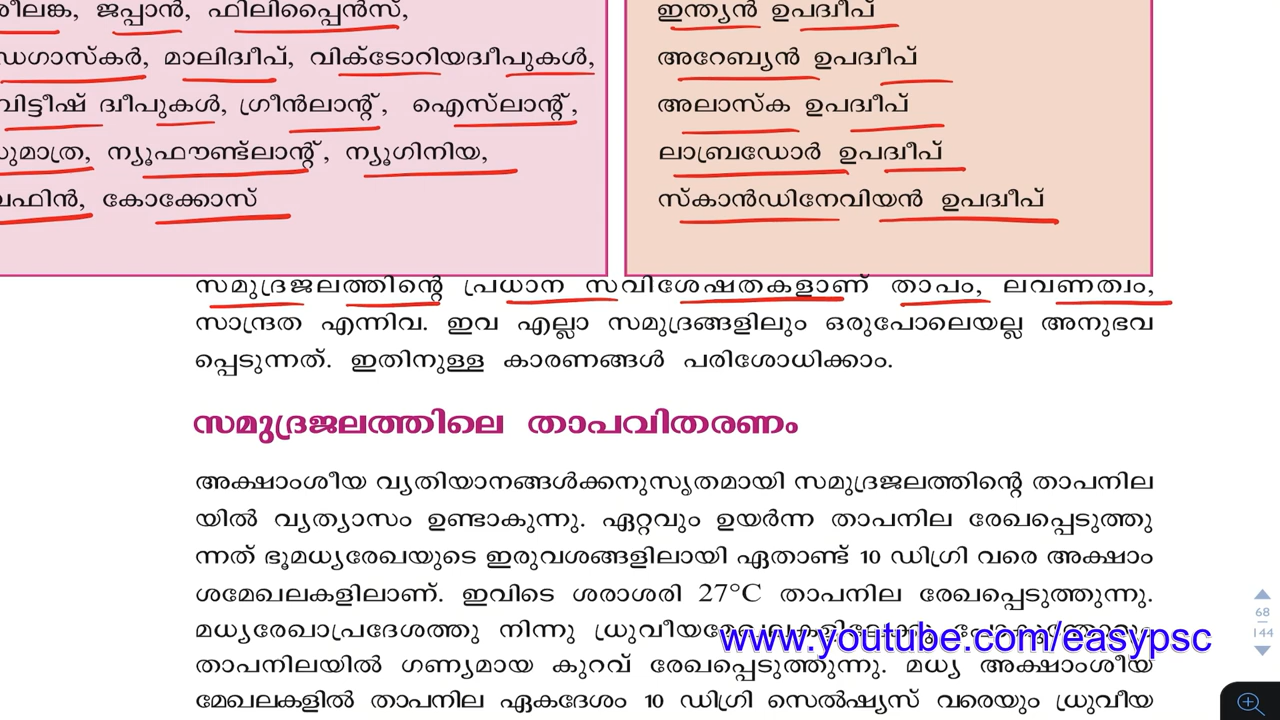 ജപ്പാൻ, ഫിലിപ്പൈൻസ്,
മാലിദ്വീപ്, വിക്ടോറിയദ്വീപുകൾ,
ദ്വീപുകൾ, ഗ്രീൻലാന്റ്, ഐസ്‌ലാന്റ്,
ന്യൂഫൗണ്ട്‌ലാന്റ്, ന്യൂഗിനിയ,
കോക്കോസ്
ഇന്ത്യൻ ഉപദ്വീപ്
അറേബ്യൻ ഉപദ്വീപ്
അലാസ്ക ഉപദ്വീപ്
ലാബ്രഡോർ ഉപദ്വീപ്
സ്കാൻഡിനേവിയൻ ഉപദ്വീപ്
സമുദ്രജലത്തിന്റെ പ്രധാന സവിശേഷതകളാണ് താപം, ലവണത്വം,
സാന്ദ്രത എന്നിവ. ഇവ എല്ലാ സമുദ്രങ്ങളിലും ഒരുപോലെയല്ല അനുഭവ
പ്പെടുന്നത്. ഇതിനുള്ള കാരണങ്ങൾ പരിശോധിക്കാം.
സമുദ്രജലത്തിലെ താപവിതരണം
അക്ഷാംശീയ വ്യതിയാനങ്ങൾക്കനുസൃതമായി സമുദ്രജലത്തിന്റെ താപനില
യിൽ വ്യത്യാസം ഉണ്ടാകുന്നു. ഏറ്റവും ഉയർന്ന താപനില രേഖപ്പെടുത്തു
ന്നത് ഭൂമധ്യരേഖയുടെ ഇരുവശങ്ങളിലായി ഏതാണ്ട് 10 ഡിഗ്രി വരെ അക്ഷാം
ശമേഖലകളിലാണ്. ഇവിടെ ശരാശരി 27°C താപനില രേഖപ്പെടുത്തുന്നു.
മധ്യരേഖാപ്രദേശത്തു നിന്നു
www.youtube.com/easypsc
താപനിലയിൽ ഗണ്യമായ കുറവ് രേഖപ്പെടുത്തുന്നു. മധ്യ അക്ഷാംശീയ
മേഖലകളിൽ താപനില ഏകദേശം 10 ഡിഗ്രി സെൽഷ്യസ് വരെയും ധ്രുവീയ
68
144